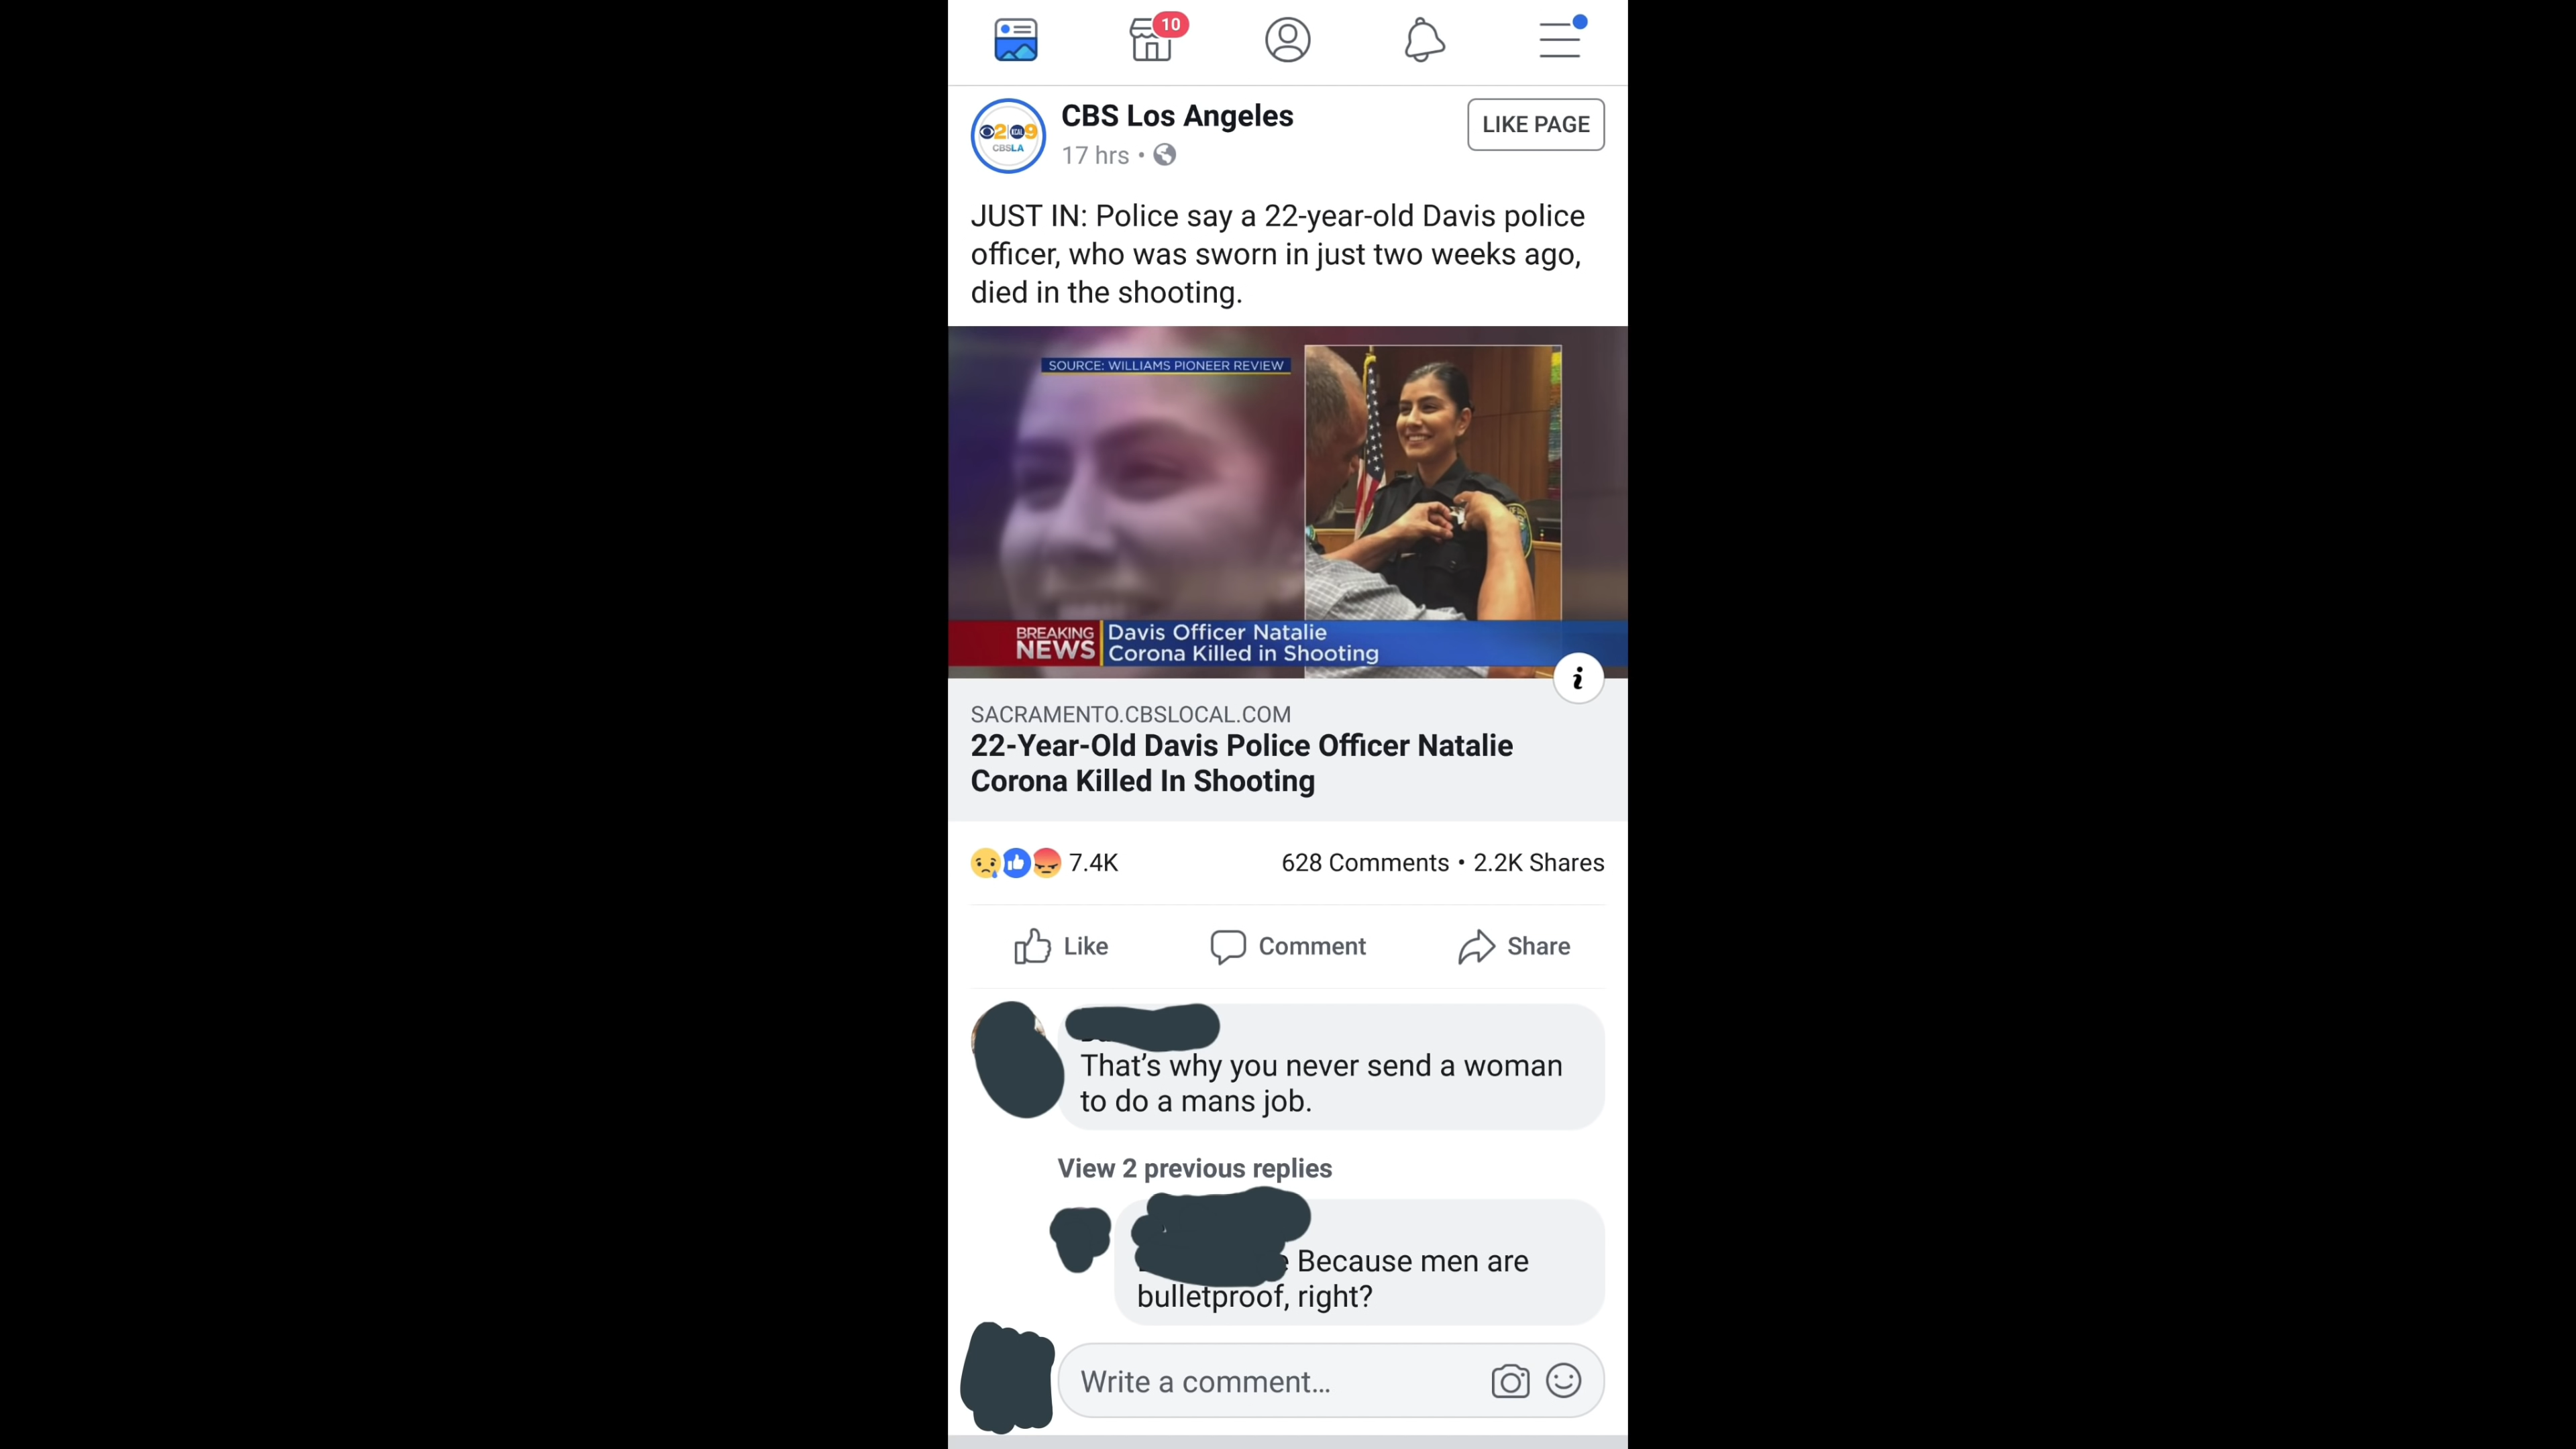 10
CBS Los Angeles
LIKE PAGE
2 KCAL 9
CBSLA
17 hrs •
JUST IN: Police say a 22-year-old Davis police
officer, who was sworn in just two weeks ago,
died in the shooting.
SOURCE: WILLIAMS PIONEER REVIEW
BREAKING
NEWS
Davis Officer Natalie
Corona Killed in Shooting
i
SACRAMENTO.CBSLOCAL.COM
22-Year-Old Davis Police Officer Natalie
Corona Killed In Shooting
7.4K
628 Comments • 2.2K Shares
Like
Comment
Share
That’s why you never send a woman
to do a mans job.
View 2 previous replies
Because men are
bulletproof, right?
Write a comment...